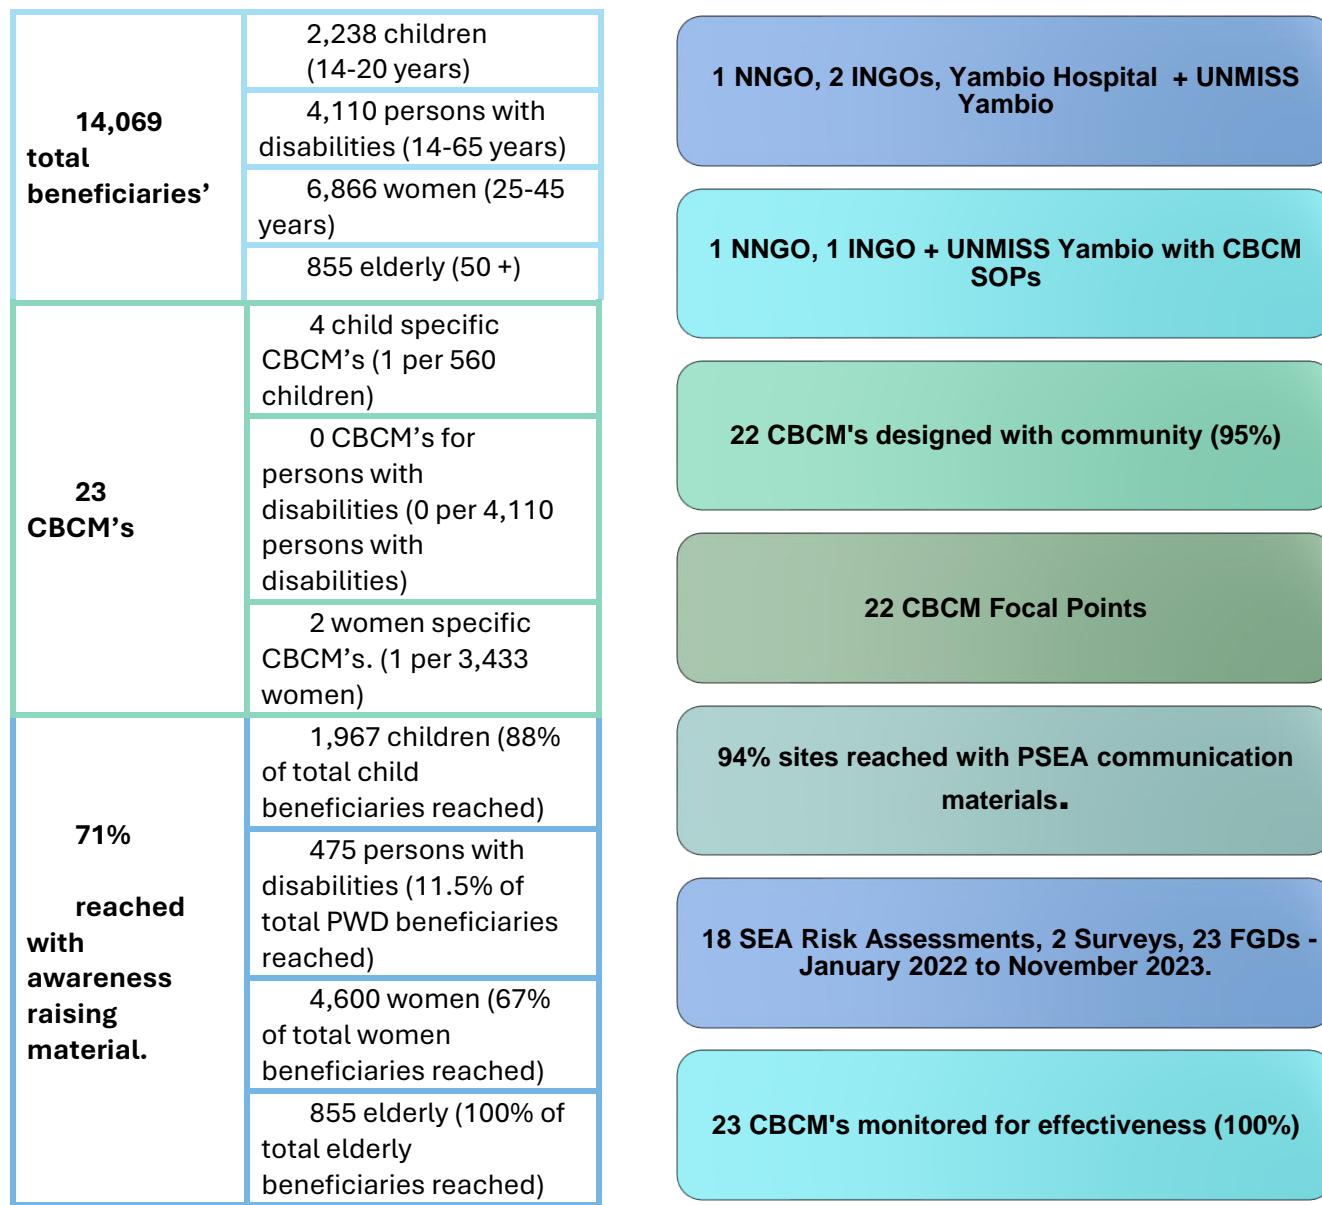 14,069
total
beneficiaries’
2,238 children
(14-20 years)
4,110 persons with
disabilities (14-65 years)
6,866 women (25-45
years)
855 elderly (50 +)
23
CBCM’s
4 child specific
CBCM’s (1 per 560
children)
0 CBCM’s for
persons with
disabilities (0 per 4,110
persons with
disabilities)
2 women specific
CBCM’s. (1 per 3,433
women)
71%
reached
with
awareness
raising
material.
1,967 children (88%
of total child
beneficiaries reached)
475 persons with
disabilities (11.5% of
total PWD beneficiaries
reached)
4,600 women (67%
of total women
beneficiaries reached)
855 elderly (100% of
total elderly
beneficiaries reached)
1 NNGO, 2 INGOs, Yambio Hospital + UNMISS
Yambio
1 NNGO, 1 INGO + UNMISS Yambio with CBCM
SOPs
22 CBCM's designed with community (95%)
22 CBCM Focal Points
94% sites reached with PSEA communication
materials.
18 SEA Risk Assessments, 2 Surveys, 23 FGDs -
January 2022 to November 2023.
23 CBCM's monitored for effectiveness (100%)